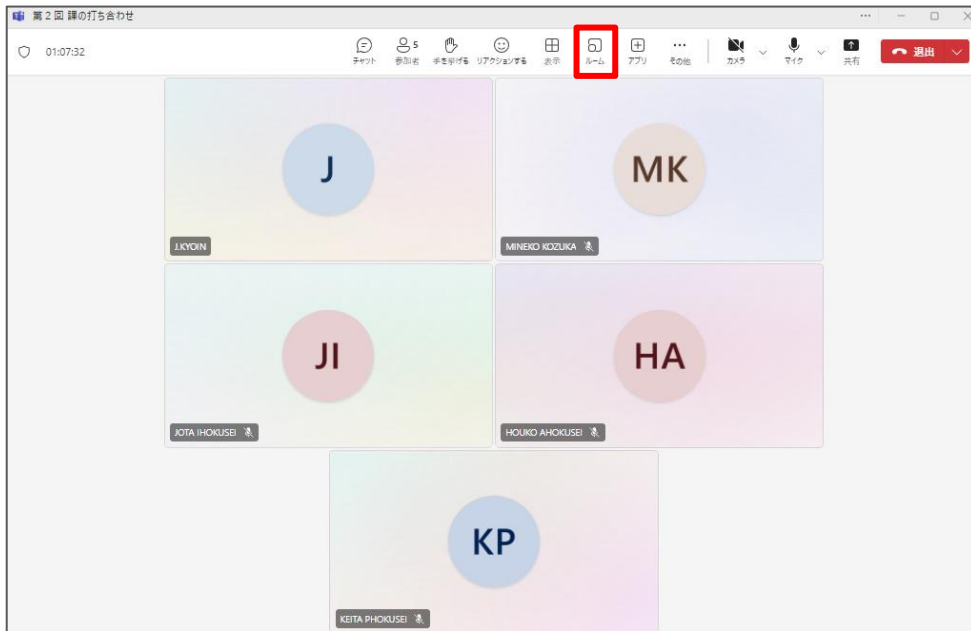 第2回 課の打ち合わせ
01:07:32
チャット
5
参加者
手を挙げる
リアクションする
表示
ルーム
アプリ
その他
カメラ
マイク
共有
退出
J
J.KYOIN
MK
MINEKO KOZUKA
JI
JOTA IHOKUSEI
HA
HOUKO AHOKUSEI
KP
KEITA PHOKUSEI